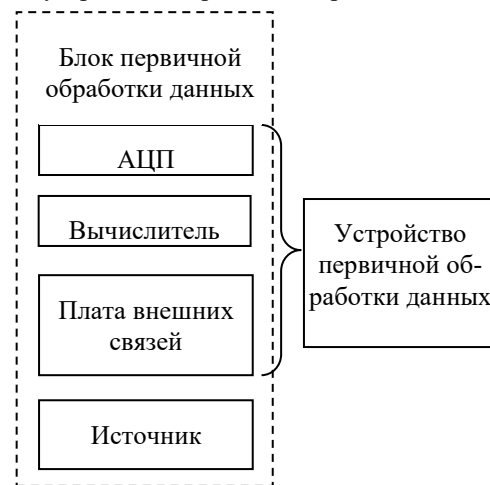 Блок первичной
обработки данных
АЦП
Вычислитель
Плата внешних
связей
Источник
Устройство
первичной об-
работки данных